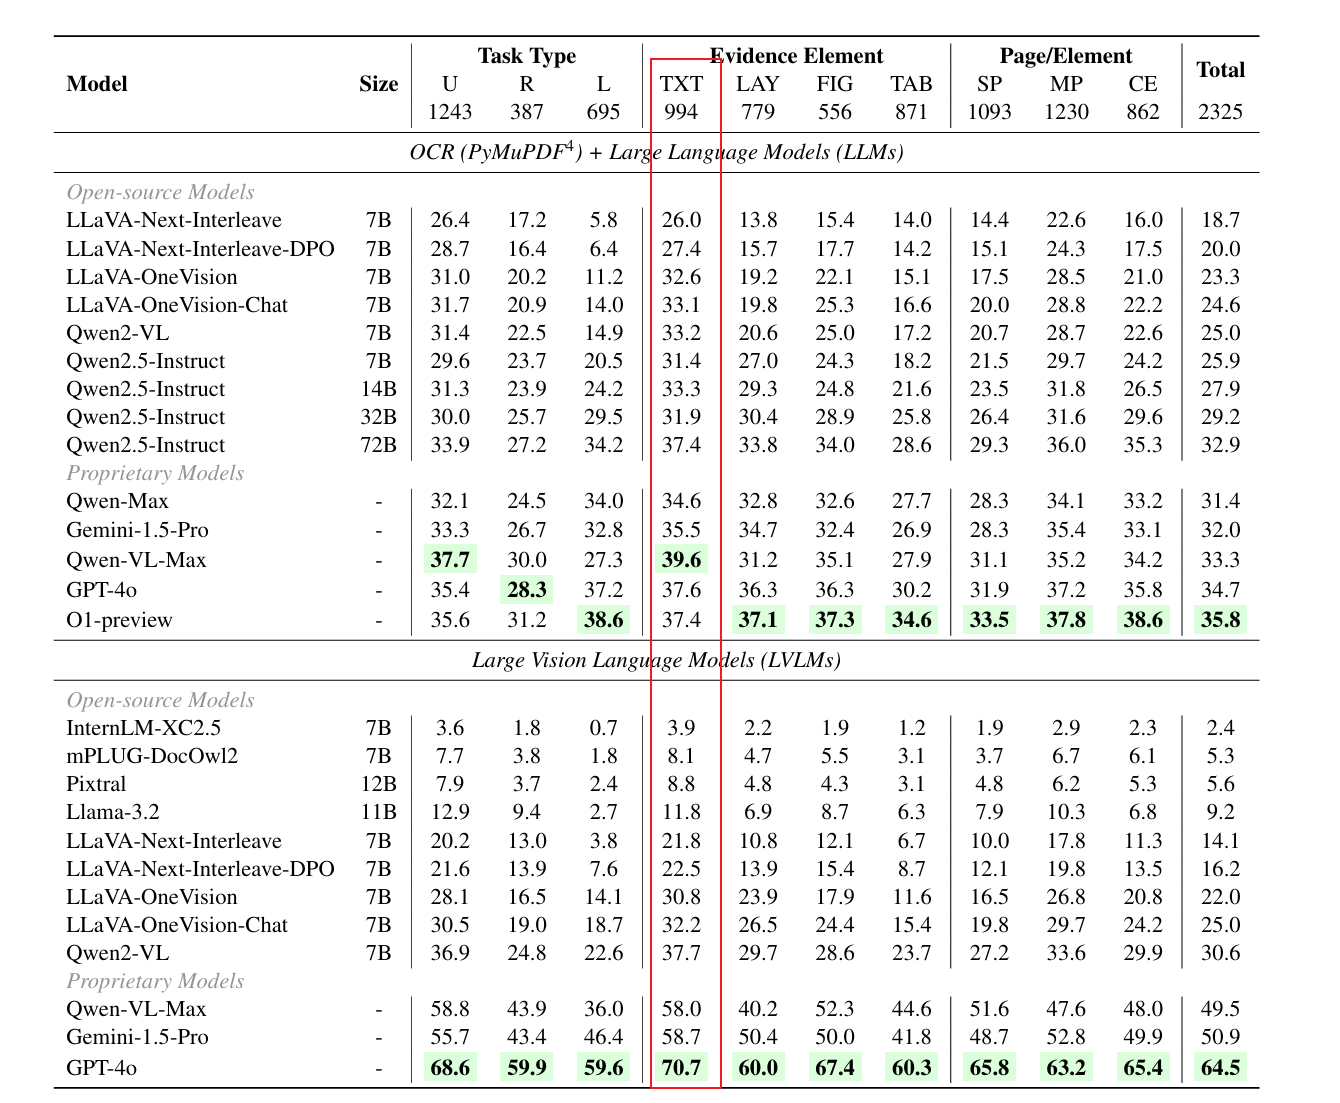 Task Type Evidence Element Page/Element
Model Size U R L TXT LAY FIG TAB SP MP CE Total
1243 387 695 994 779 556 871 1093 1230 862 2325
OCR (PyMuPDF4) + Large Language Models (LLMs)
Open-source Models
LLaVA-Next-Interleave 7B 26.4 17.2 5.8 26.0 13.8 15.4 14.0 14.4 22.6 16.0 18.7
LLaVA-Next-Interleave-DPO 7B 28.7 16.4 6.4 27.4 15.7 17.7 14.2 15.1 24.3 17.5 20.0
LLaVA-OneVision 7B 31.0 20.2 11.2 32.6 19.2 22.1 15.1 17.5 28.5 21.0 23.3
LLaVA-OneVision-Chat 7B 31.7 20.9 14.0 33.1 19.8 25.3 16.6 20.0 28.8 22.2 24.6
Qwen2-VL 7B 31.4 22.5 14.9 33.2 20.6 25.0 17.2 20.7 28.7 22.6 25.0
Qwen2.5-Instruct 7B 29.6 23.7 20.5 31.4 27.0 24.3 18.2 21.5 29.7 24.2 25.9
Qwen2.5-Instruct 14B 31.3 23.9 24.2 33.3 29.3 24.8 21.6 23.5 31.8 26.5 27.9
Qwen2.5-Instruct 32B 30.0 25.7 29.5 31.9 30.4 28.9 25.8 26.4 31.6 29.6 29.2
Qwen2.5-Instruct 72B 33.9 27.2 34.2 37.4 33.8 34.0 28.6 29.3 36.0 35.3 32.9
Proprietary Models
Qwen-Max - 32.1 24.5 34.0 34.6 32.8 32.6 27.7 28.3 34.1 33.2 31.4
Gemini-1.5-Pro - 33.3 26.7 32.8 35.5 34.7 32.4 26.9 28.3 35.4 33.1 32.0
Qwen-VL-Max - 37.7 30.0 27.3 39.6 31.2 35.1 27.9 31.1 35.2 34.2 33.3
GPT-4o - 35.4 28.3 37.2 37.6 36.3 36.3 30.2 31.9 37.2 35.8 34.7
O1-preview - 35.6 31.2 38.6 37.4 37.1 37.3 34.6 33.5 37.8 38.6 35.8
Large Vision Language Models (LVLMs)
Open-source Models
InternLM-XC2.5 7B 3.6 1.8 0.7 3.9 2.2 1.9 1.2 1.9 2.9 2.3 2.4
mPLUG-DocOwl2 7B 7.7 3.8 1.8 8.1 4.7 5.5 3.1 3.7 6.7 6.1 5.3
Pixtral 12B 7.9 3.7 2.4 8.8 4.8 4.3 3.1 4.8 6.2 5.3 5.6
Llama-3.2 11B 12.9 9.4 2.7 11.8 6.9 8.7 6.3 7.9 10.3 6.8 9.2
LLaVA-Next-Interleave 7B 20.2 13.0 3.8 21.8 10.8 12.1 6.7 10.0 17.8 11.3 14.1
LLaVA-Next-Interleave-DPO 7B 21.6 13.9 7.6 22.5 13.9 15.4 8.7 12.1 19.8 13.5 16.2
LLaVA-OneVision 7B 28.1 16.5 14.1 30.8 23.9 17.9 11.6 16.5 26.8 20.8 22.0
LLaVA-OneVision-Chat 7B 30.5 19.0 18.7 32.2 26.5 24.4 15.4 19.8 29.7 24.2 25.0
Qwen2-VL 7B 36.9 24.8 22.6 37.7 29.7 28.6 23.7 27.2 33.6 29.9 30.6
Proprietary Models
Qwen-VL-Max - 58.8 43.9 36.0 58.0 40.2 52.3 44.6 51.6 47.6 48.0 49.5
Gemini-1.5-Pro - 55.7 43.4 46.4 58.7 50.4 50.0 41.8 48.7 52.8 49.9 50.9
GPT-4o - 68.6 59.9 59.6 70.7 60.0 67.4 60.3 65.8 63.2 65.4 64.5